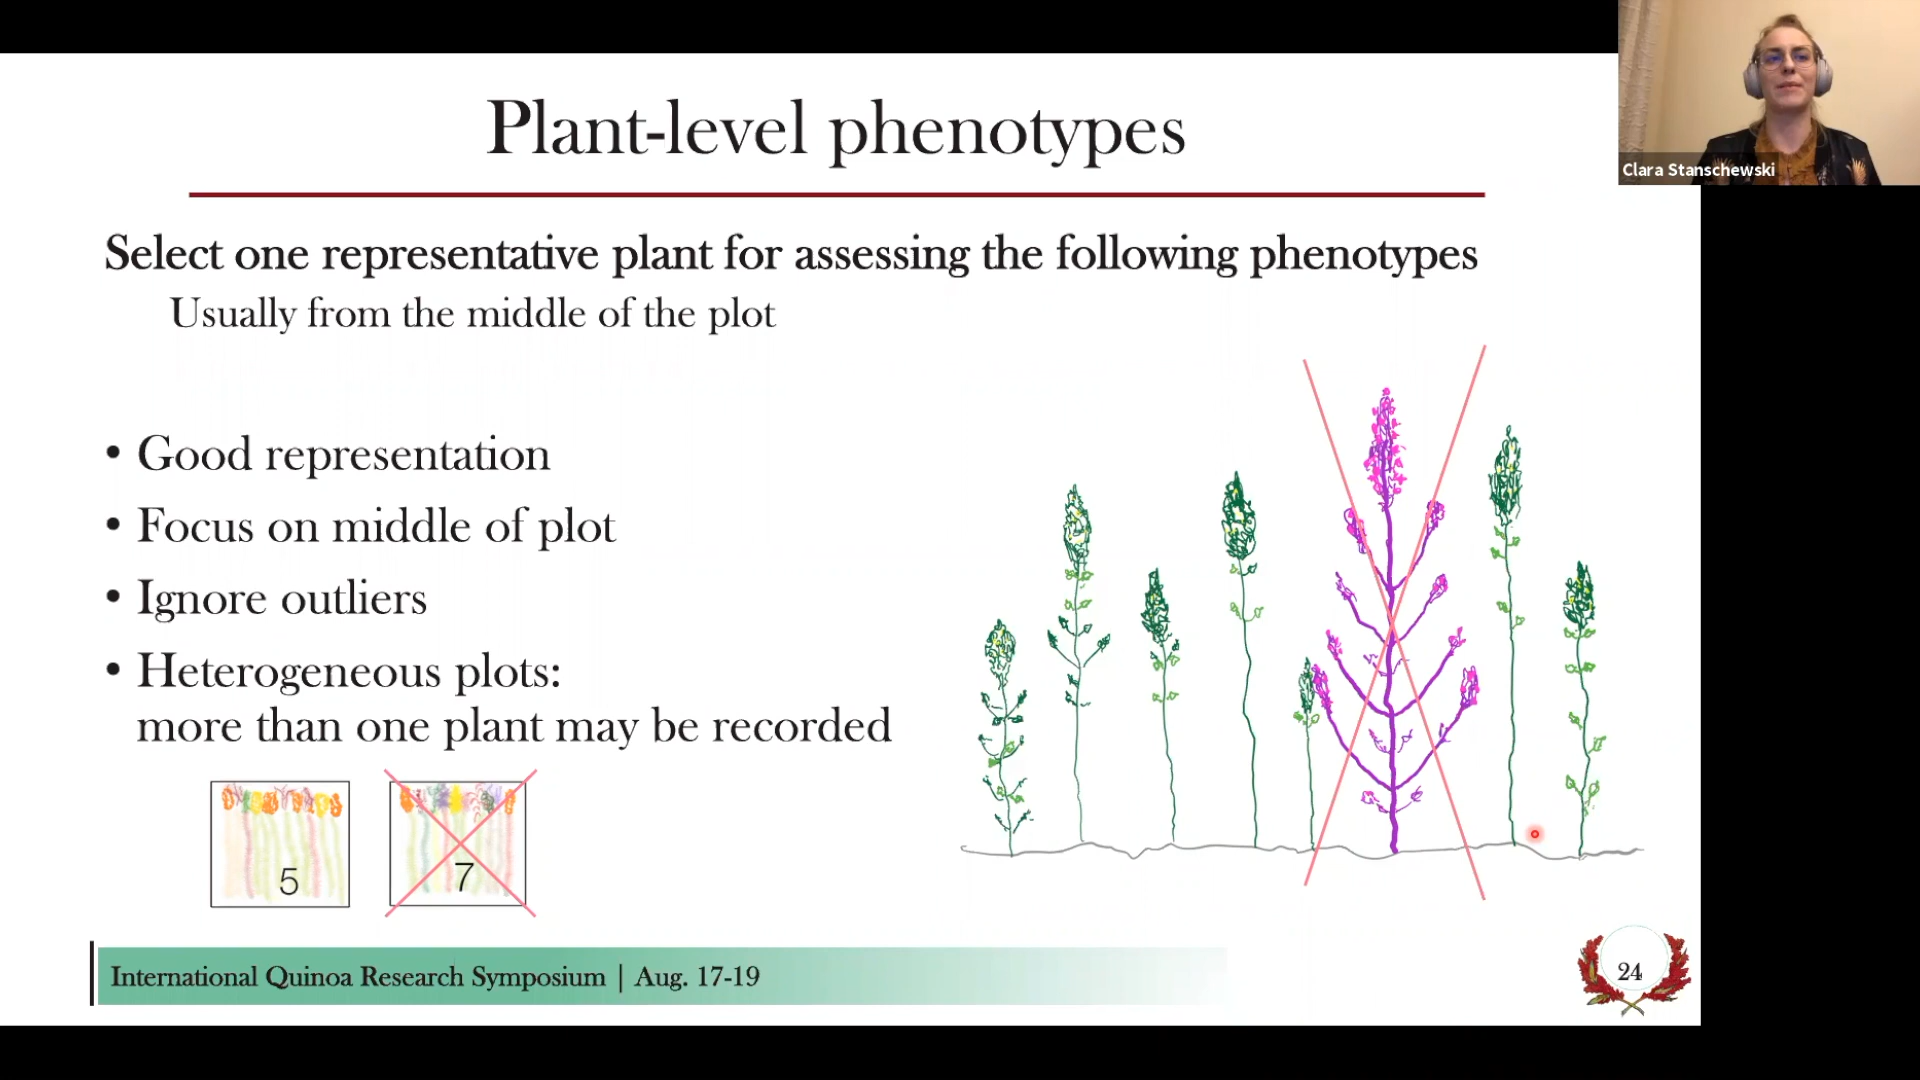 Plant-level phenotypes
Clara Stanschewski
Select one representative plant for assessing the following phenotypes
Usually from the middle of the plot
• Good representation
• Focus on middle of plot
• Ignore outliers
• Heterogeneous plots:
more than one plant may be recorded
5
7
International Quinoa Research Symposium | Aug. 17-19
24